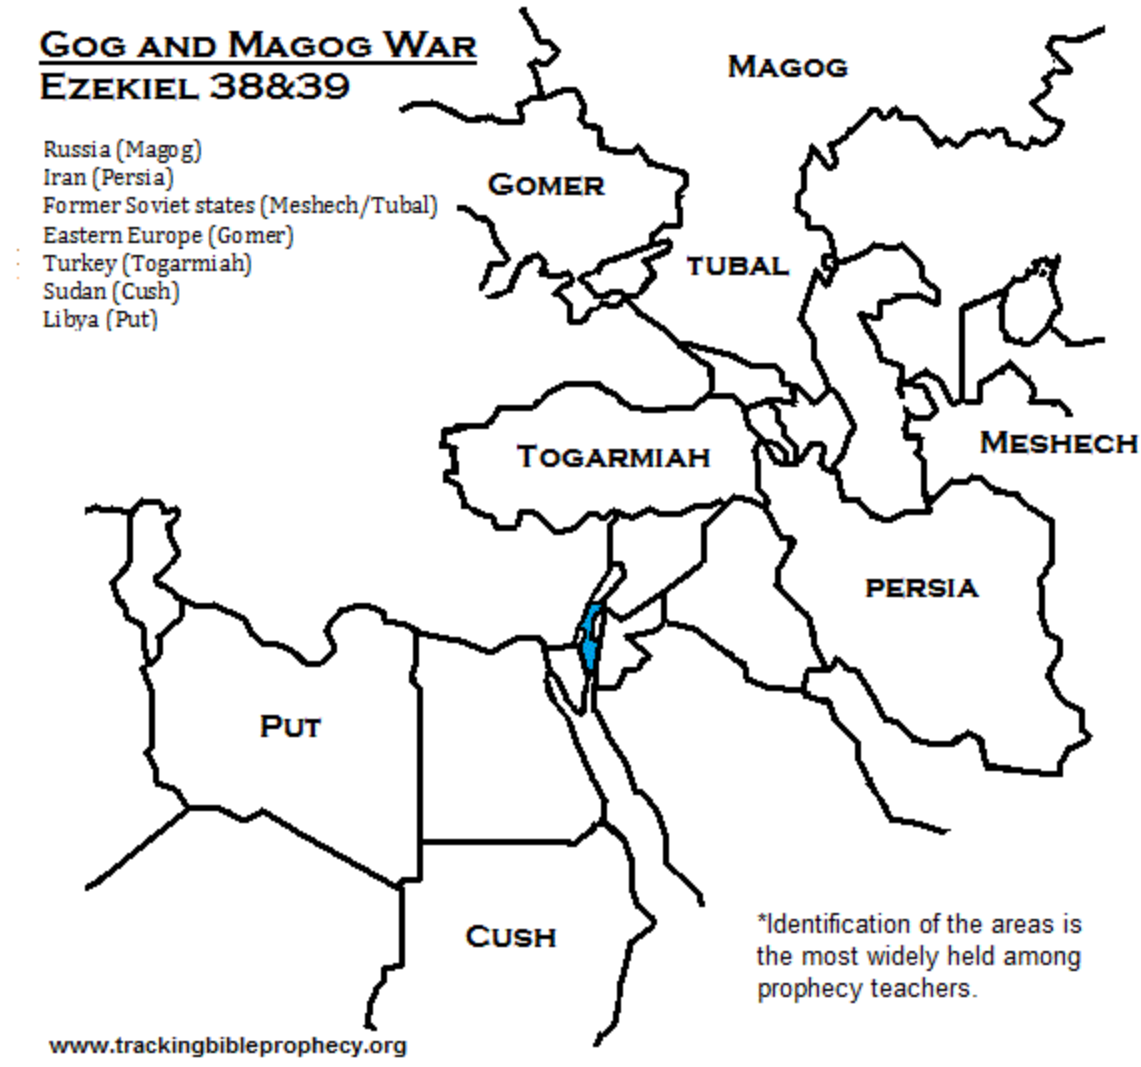 Gog and Magog War
Ezekiel 38&39
Russia (Magog)
Iran (Persia)
Former Soviet states (Meshech/Tubal)
Eastern Europe (Gomer)
Turkey (Togarmiah)
Sudan (Cush)
Libya (Put)
Magog
Gomer
Tubal
Togarmiah
Meshech
Persia
Put
Cush
*Identification of the areas is
the most widely held among
prophecy teachers.
www.trackingbibleprophecy.org